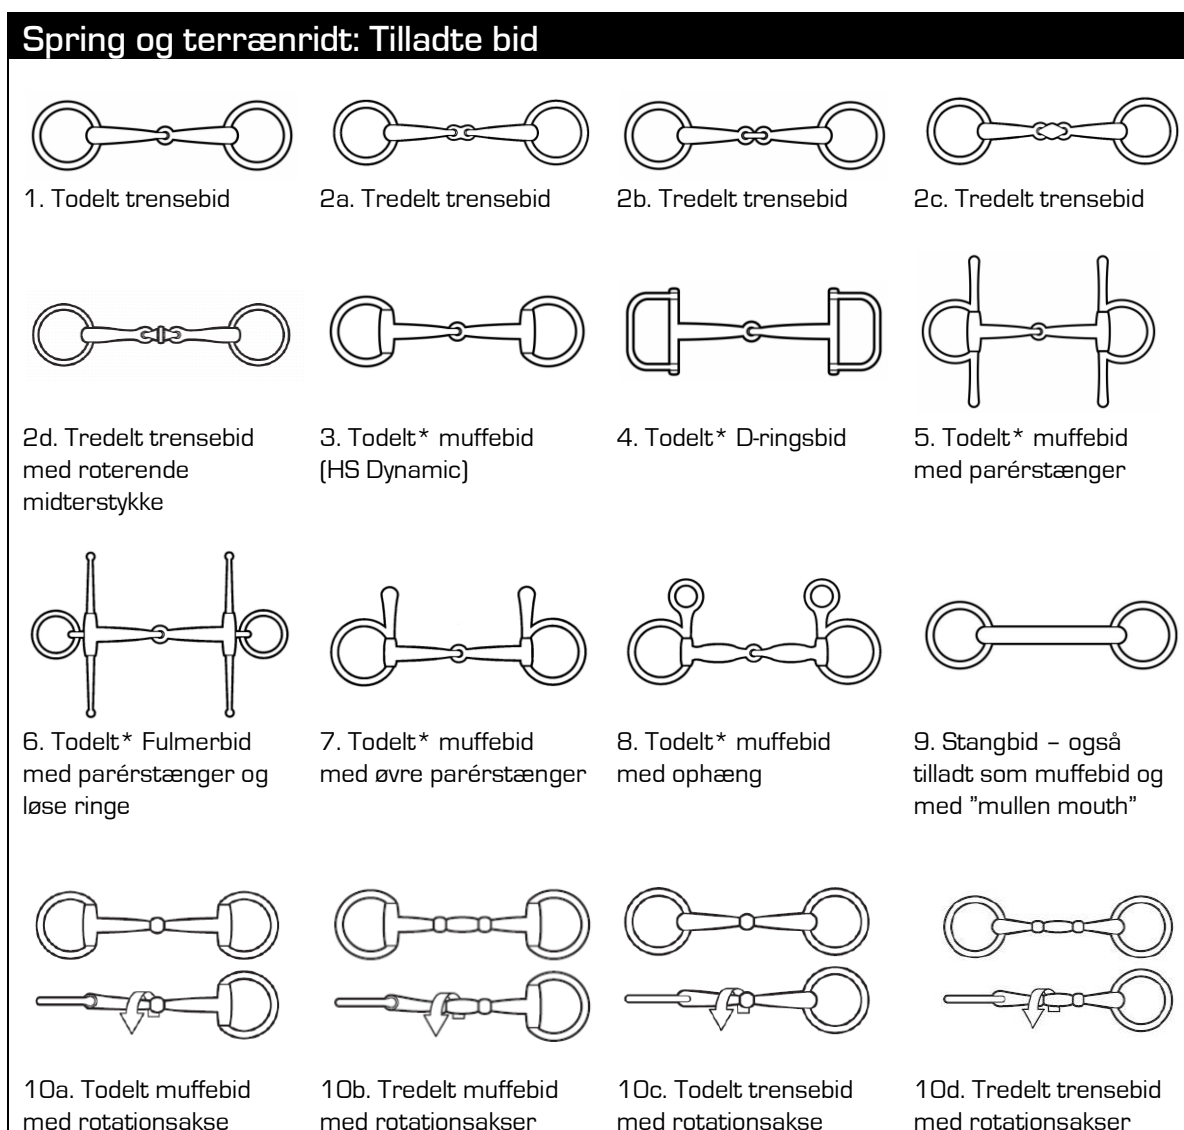 Spring og terrænridt: Tilladte bid
1. Todelt trensebid
2a. Tredelt trensebid
2b. Tredelt trensebid
2c. Tredelt trensebid
2d. Tredelt trensebid
med roterende
midterstykke
3. Todelt* muffebid
(HS Dynamic)
4. Todelt* D-ringsbid
5. Todelt* muffebid
med parérstænger
6. Todelt* Fulmerbid
med parérstænger og
løse ringe
7. Todelt* muffebid
med øvre parérstænger
8. Todelt* muffebid
med ophæng
9. Stangbid – også
tilladt som muffebid og
med ”mullen mouth”
10a. Todelt muffebid
med rotationsakse
10b. Tredelt muffebid
med rotationsakser
10c. Todelt trensebid
med rotationsakse
10d. Tredelt trensebid
med rotationsakser